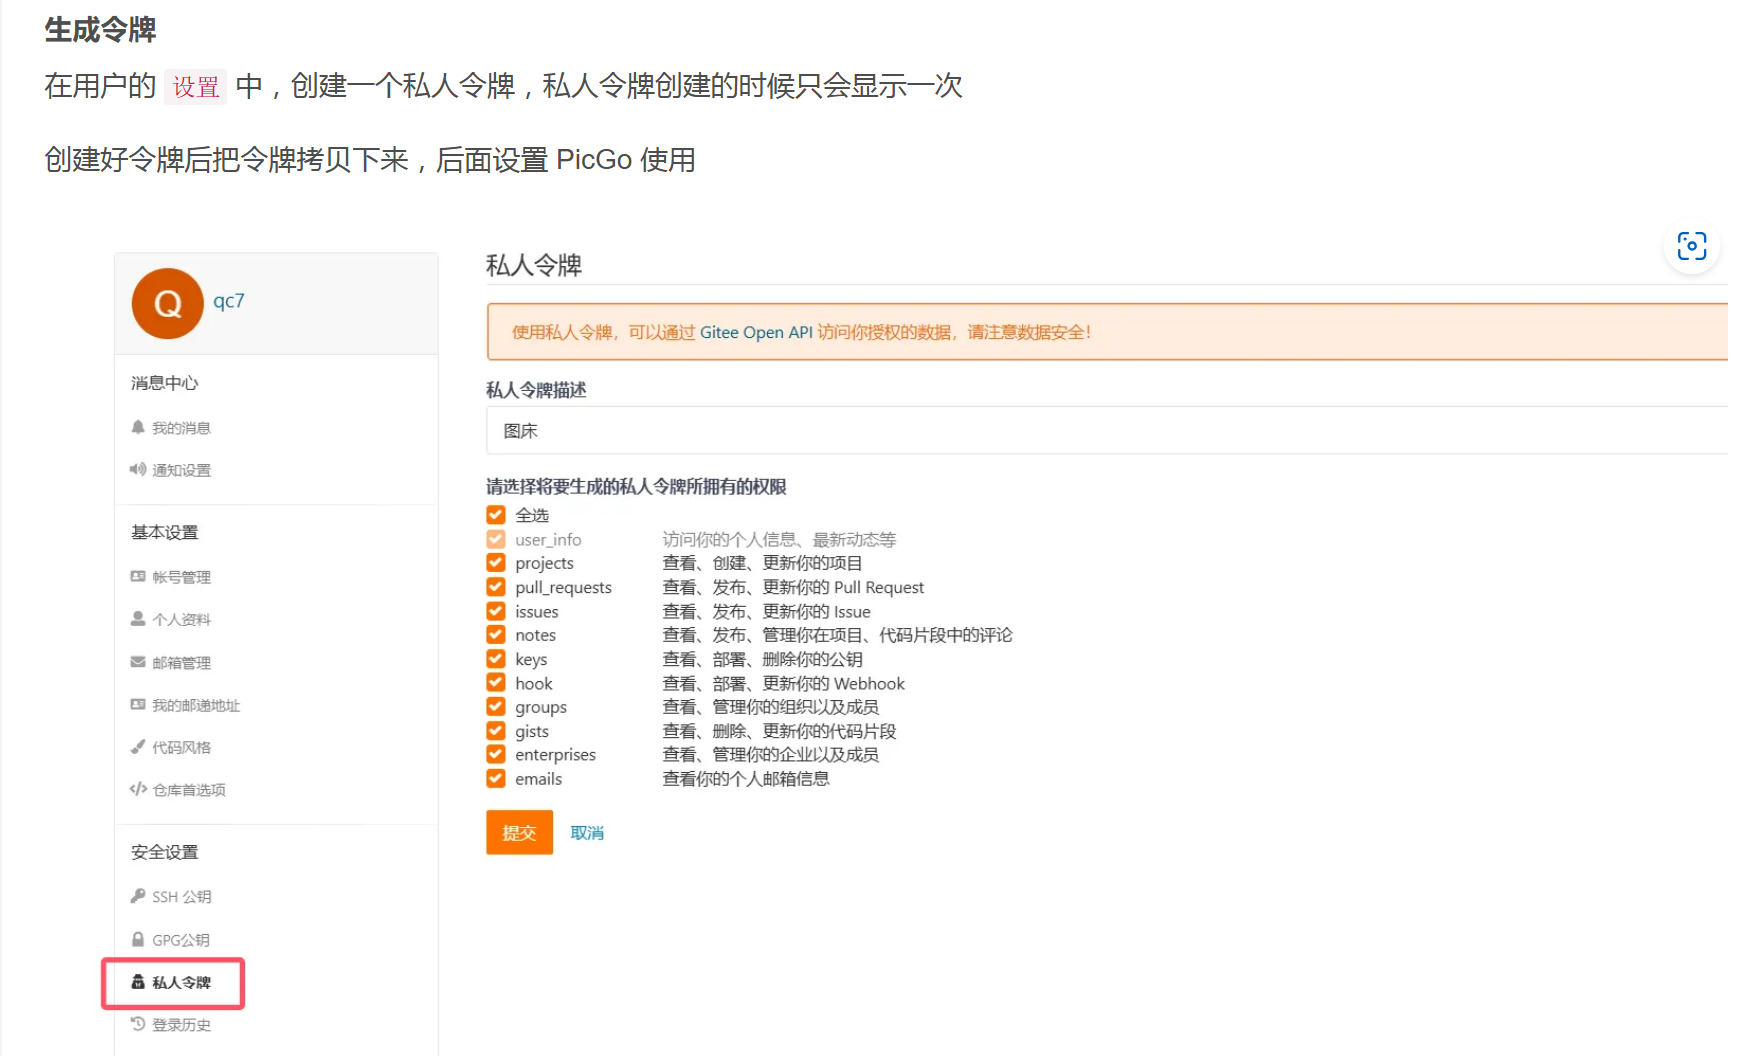 生成令牌
在用户的 设置 中，创建一个私人令牌，私人令牌创建的时候只会显示一次
创建好令牌后把令牌拷贝下来，后面设置 PicGo 使用
Q
qc7
消息中心
我的消息
通知设置
基本设置
帐号管理
个人资料
邮箱管理
我的邮递地址
代码风格
仓库首选项
安全设置
SSH 公钥
GPG公钥
私人令牌
登录历史
私人令牌
使用私人令牌，可以通过 Gitee Open API 访问你授权的数据，请注意数据安全！
私人令牌描述
图床
请选择将要生成的私人令牌所拥有的权限
全选
user_info 访问你的个人信息、最新动态等
projects 查看、创建、更新你的项目
pull_requests 查看、发布、更新你的 Pull Request
issues 查看、发布、更新你的 Issue
notes 查看、发布、管理你在项目、代码片段中的评论
keys 查看、部署、删除你的公钥
hook 查看、部署、更新你的 Webhook
groups 查看、管理你的组织以及成员
gists 查看、删除、更新你的代码片段
enterprises 查看、管理你的企业以及成员
emails 查看你的个人邮箱信息
提交 取消